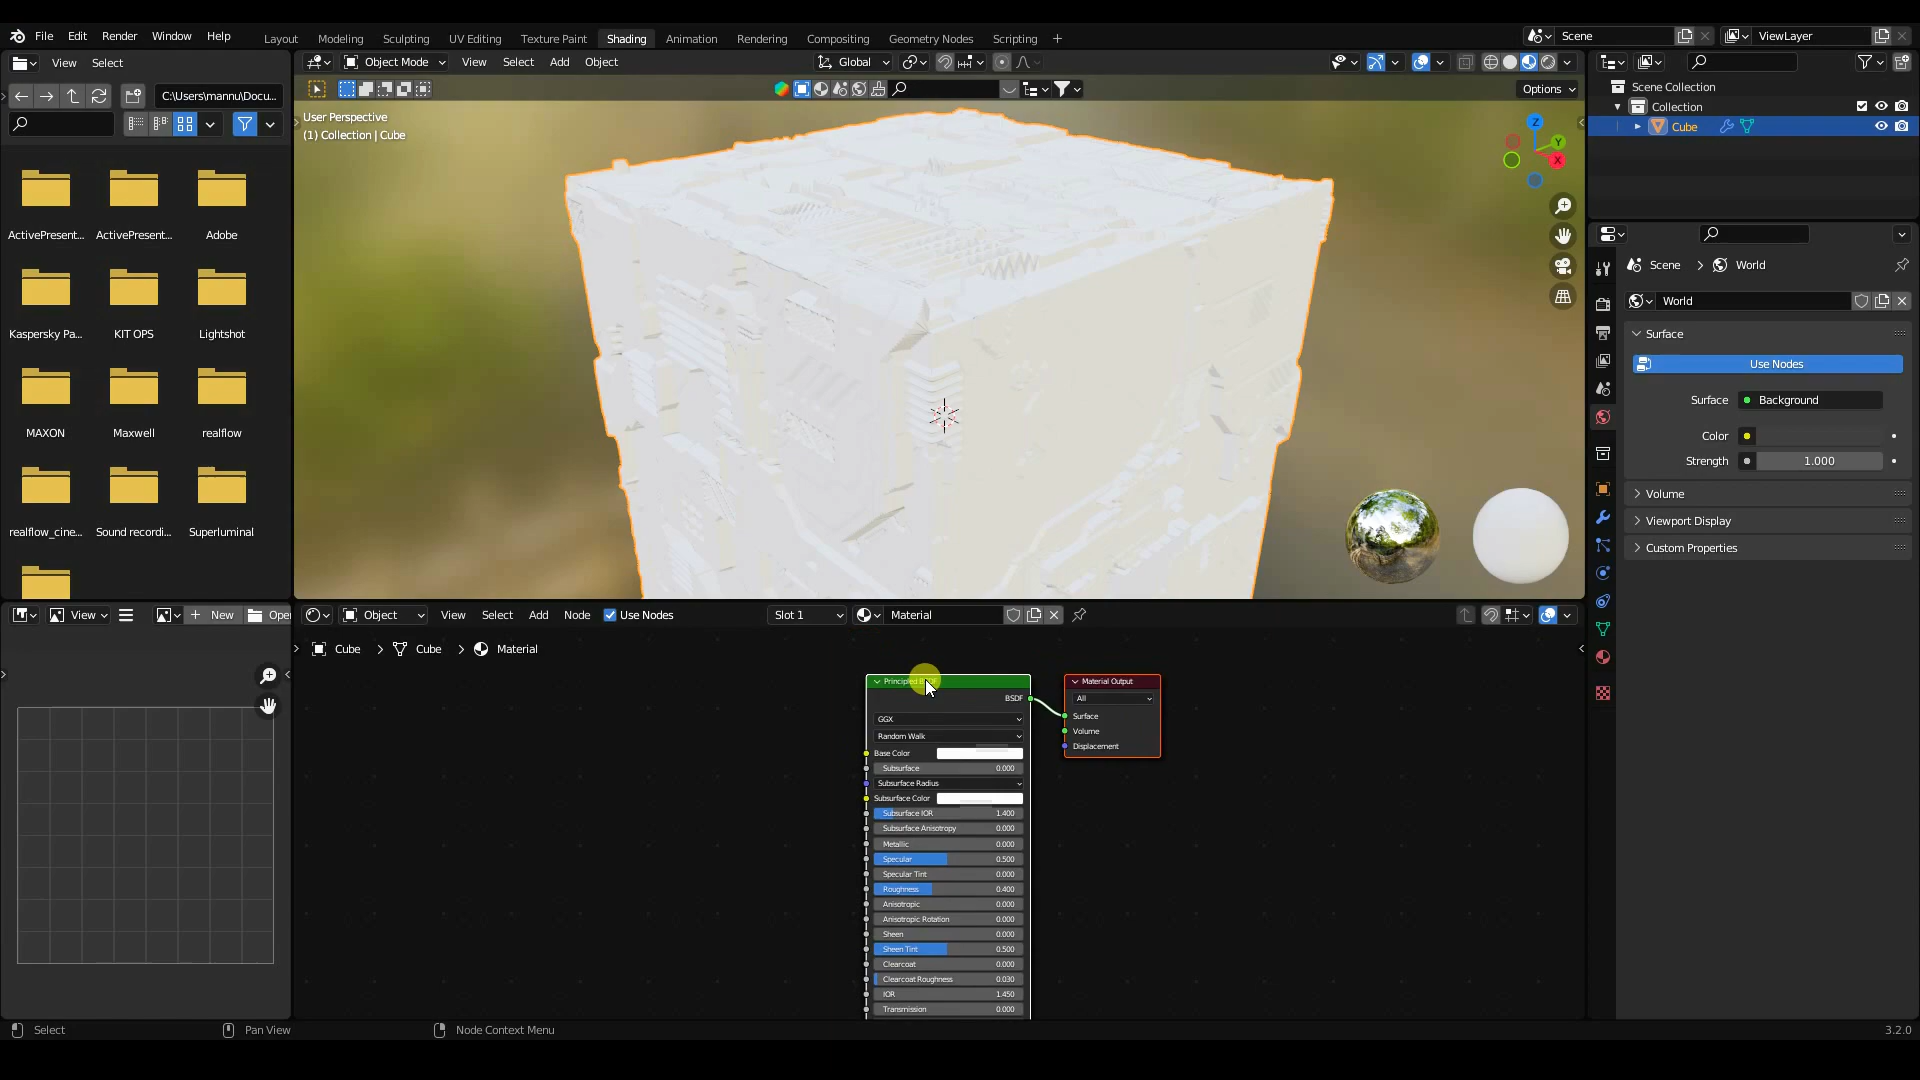 File Edit Render Window Help
Layout Modeling Sculpting UV Editing Texture Paint Shading Animation Rendering Compositing Geometry Nodes Scripting +
Scene
ViewLayer
View Select
Object Mode View Select Add Object
Global
Scene Collection
Collection
Cube
C:\Users\mannu\Docu...
Options
User Perspective
(1) Collection | Cube
Z
Y
X
ActivePresent... ActivePresent... Adobe
Kaspersky Pa... KIT OPS Lightshot
MAXON Maxwell realflow
realflow_cine... Sound recordi... Superluminal
Scene > World
World
Surface
Use Nodes
Surface Background
Color
Strength 1.000
Volume
Viewport Display
Custom Properties
View New Open
Object View Select Add Node Use Nodes Slot 1 Material
Cube > Cube > Material
Principled BSDF
BSDF
GGX
Random Walk
Base Color
Subsurface 0.000
Subsurface Radius
Subsurface Color
Subsurface IOR 1.400
Subsurface Anisotropy 0.000
Metallic 0.000
Specular 0.500
Specular Tint 0.000
Roughness 0.400
Anisotropic 0.000
Anisotropic Rotation 0.000
Sheen 0.000
Sheen Tint 0.500
Clearcoat 0.000
Clearcoat Roughness 0.030
IOR 1.450
Transmission 0.000
Material Output
All
Surface
Volume
Displacement
Select Pan View Node Context Menu 3.2.0